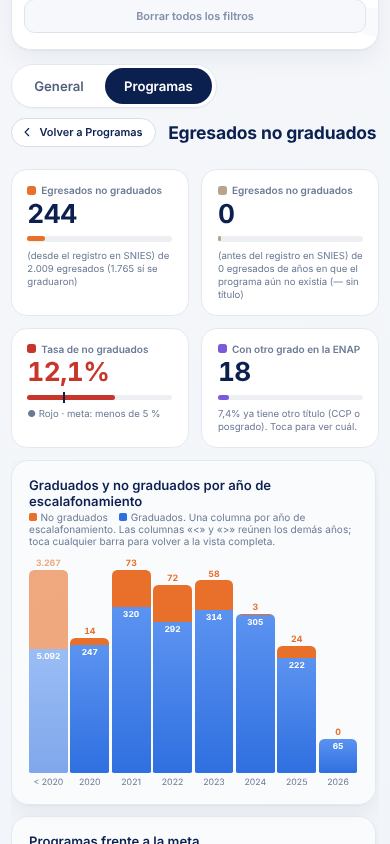 Borrar todos los filtros
General
Programas
Volver a Programas
Egresados no graduados
Egresados no graduados
244
(desde el registro en SNIES) de
2.009 egresados (1.765 sí se
graduaron)
Egresados no graduados
0
(antes del registro en SNIES) de
0 egresados de años en que el
programa aún no existía (— sin
título)
Tasa de no graduados
12,1%
Rojo · meta: menos de 5 %
Con otro grado en la ENAP
18
7,4% ya tiene otro título (CCP o
posgrado). Toca para ver cuál.
Graduados y no graduados por año de
escalafonamiento
No graduados Graduados. Una columna por año de
escalafonamiento. Las columnas «<» y «>» reúnen los demás años;
toca cualquier barra para volver a la vista completa.
3.267 14 73 72 58 3 24 0
5.092 247 320 292 314 305 222 65
< 2020 2020 2021 2022 2023 2024 2025 2026
Programas frente a la meta